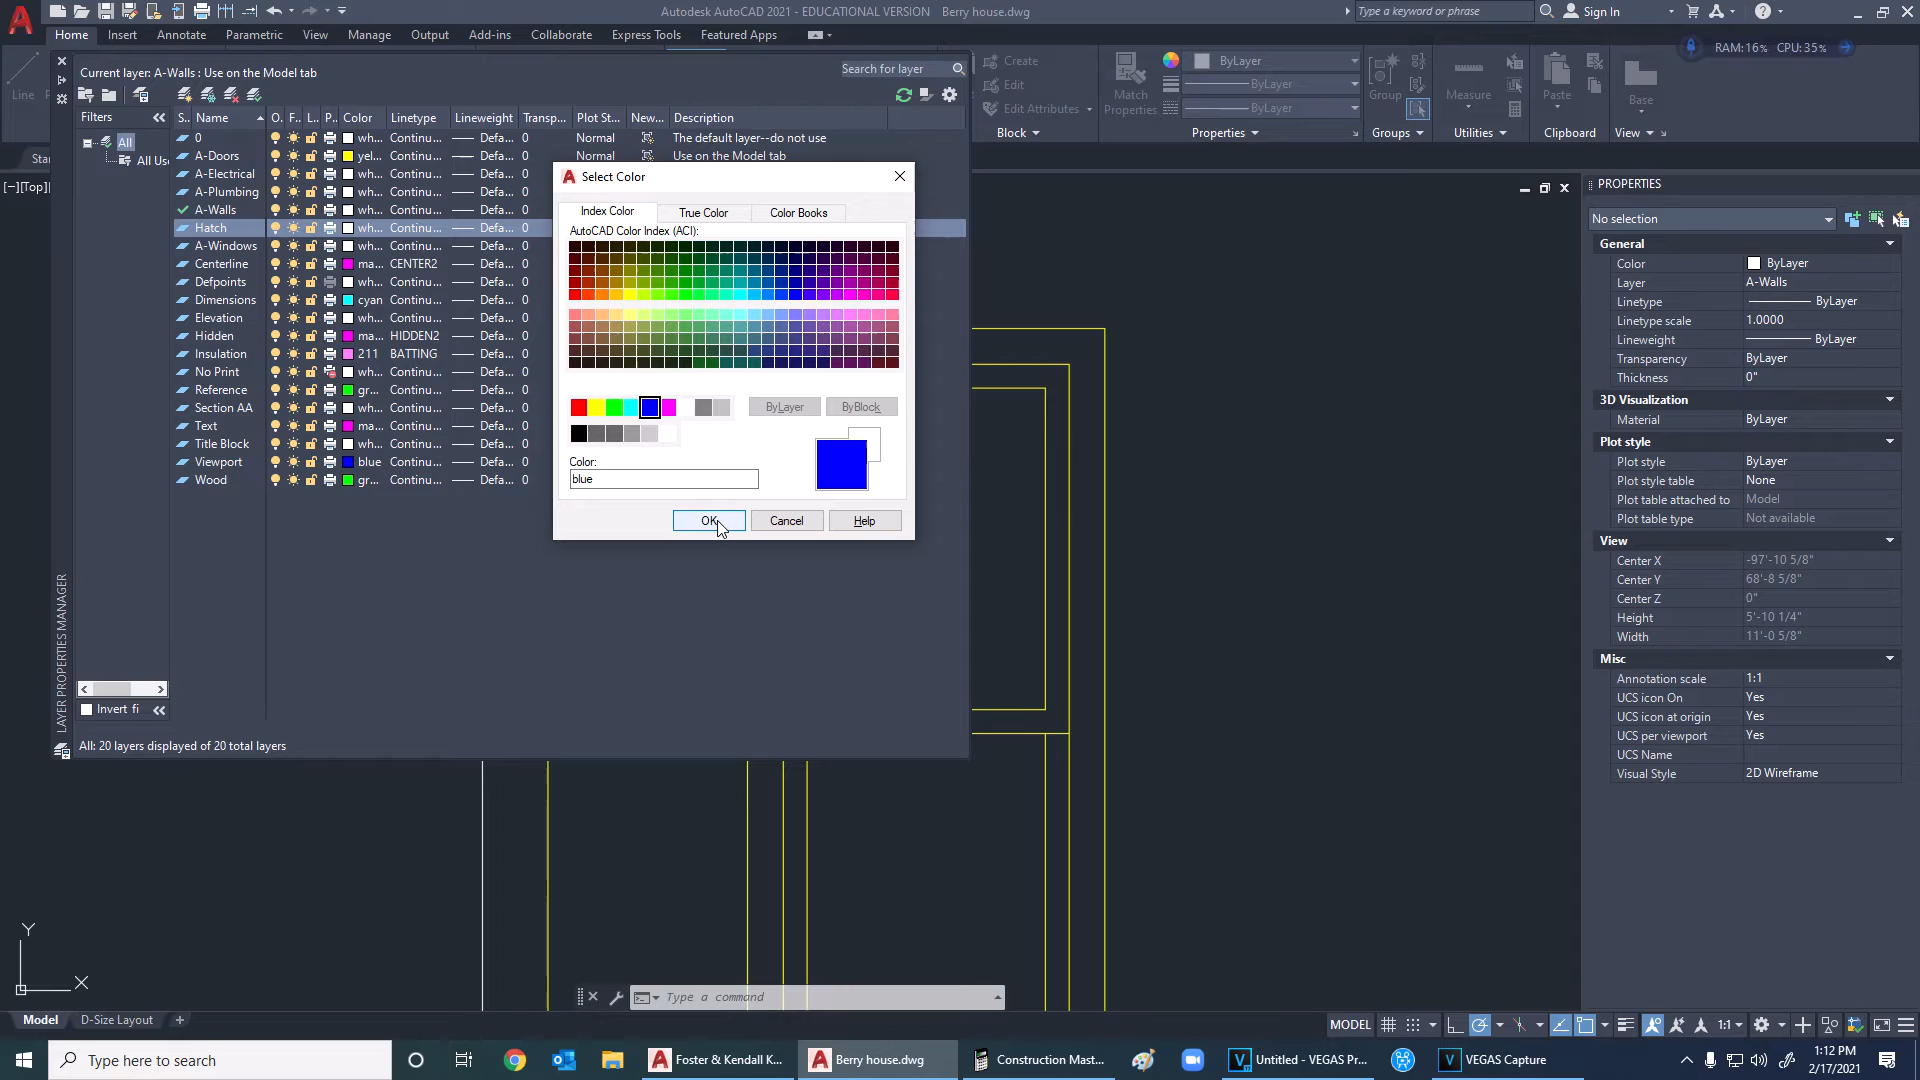 Autodesk AutoCAD 2021 - EDUCATIONAL VERSION Berry house.dwg
Type a keyword or phrase
Sign In
Home Insert Annotate Parametric View Manage Output Add-ins Collaborate Express Tools Featured Apps
RAM:16% CPU:35%
Line
Create
Edit
Edit Attributes
Block
Match Properties
ByLayer
ByLayer
ByLayer
Properties
Group
Groups
Measure
Utilities
Paste
Clipboard
Base
View
Current layer: A-Walls : Use on the Model tab
Search for layer
Filters
All
All Use
S.. Name O. F.. L.. P.. Color Linetype Lineweight Transp... Plot St... New... Description
0 wh... Continu... Defa... 0 Normal The default layer--do not use
A-Doors yel... Continu... Defa... 0 Normal Use on the Model tab
A-Electrical wh... Continu... Defa... 0
A-Plumbing wh... Continu... Defa... 0
A-Walls wh... Continu... Defa... 0
Hatch wh... Continu... Defa... 0
A-Windows wh... Continu... Defa... 0
Centerline ma... CENTER2 Defa... 0
Defpoints wh... Continu... Defa... 0
Dimensions cyan Continu... Defa... 0
Elevation wh... Continu... Defa... 0
Hidden ma... HIDDEN2 Defa... 0
Insulation 211 BATTING Defa... 0
No Print wh... Continu... Defa... 0
Reference gr... Continu... Defa... 0
Section AA wh... Continu... Defa... 0
Text ma... Continu... Defa... 0
Title Block wh... Continu... Defa... 0
Viewport blue Continu... Defa... 0
Wood gr... Continu... Defa... 0
Invert fi
All: 20 layers displayed of 20 total layers
LAYER PROPERTIES MANAGER
Sta
[−][Top]
Select Color
Index Color True Color Color Books
AutoCAD Color Index (ACI):
ByLayer ByBlock
Color:
blue
OK Cancel Help
PROPERTIES
No selection
General
Color ByLayer
Layer A-Walls
Linetype ByLayer
Linetype scale 1.0000
Lineweight ByLayer
Transparency ByLayer
Thickness 0"
3D Visualization
Material ByLayer
Plot style
Plot style ByLayer
Plot style table None
Plot table attached to Model
Plot table type Not available
View
Center X -97'-10 5/8"
Center Y 68'-8 5/8"
Center Z 0"
Height 5'-10 1/4"
Width 11'-0 5/8"
Misc
Annotation scale 1:1
UCS icon On Yes
UCS icon at origin Yes
UCS per viewport Yes
UCS Name
Visual Style 2D Wireframe
Y
X
Type a command
Model D-Size Layout +
MODEL 1:1
Type here to search
Foster & Kendall K...
Berry house.dwg
Construction Mast...
Untitled - VEGAS Pr...
VEGAS Capture
1:12 PM
2/17/2021